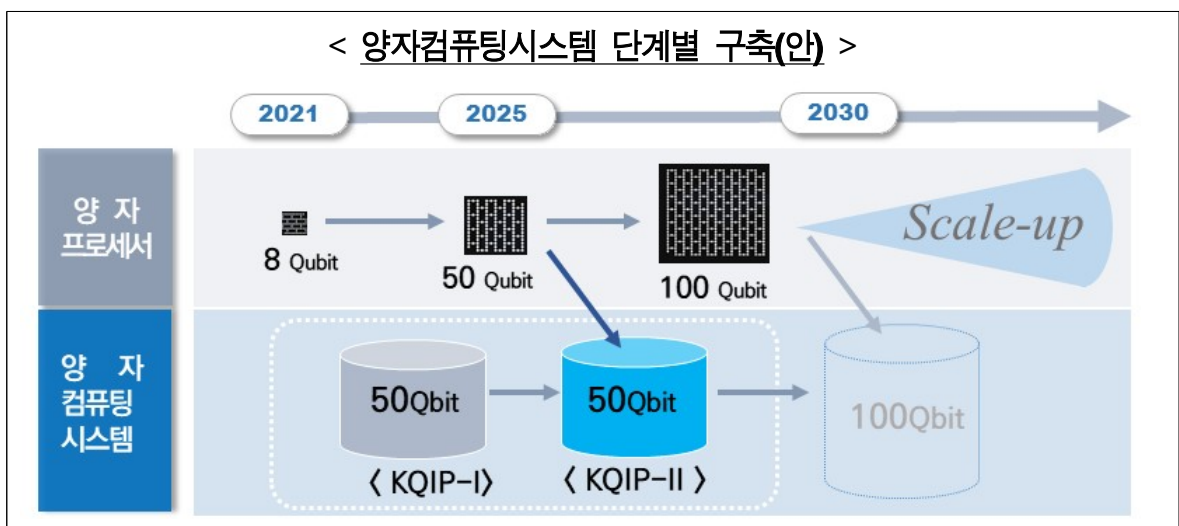 < 양자컴퓨팅시스템 단계별 구축(안) >
2021 2025 2030
양 자
프로세서
8 Qubit
50 Qubit
100 Qubit
Scale-up
양 자
컴퓨팅
시스템
50Qbit
〈 KQIP-I〉
50Qbit
〈 KQIP-II 〉
100Qbit